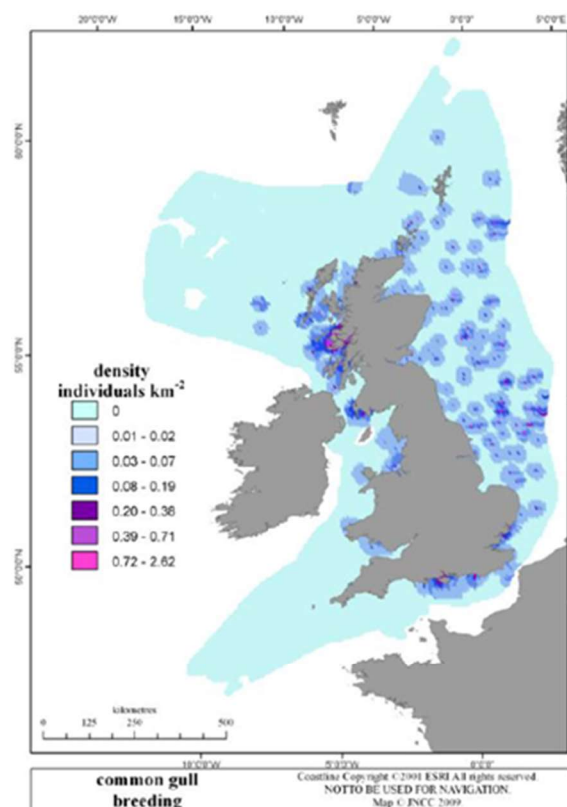 20°0'0"W 15°0'0"W 10°0'0"W 5°0'0"W 0°0'0" 5°0'0"E
60°0'0"N
55°0'0"N
50°0'0"N
density
individuals km⁻²
0
0.01 - 0.02
0.03 - 0.07
0.08 - 0.19
0.20 - 0.38
0.39 - 0.71
0.72 - 2.62
kilometres
0 125 250 500
10°0'0"W 5°0'0"W 0°0'0"
common gull
breeding
Coastline Copyright ©2001 ESRI All rights reserved.
NOT TO BE USED FOR NAVIGATION.
Map © JNCC 2009